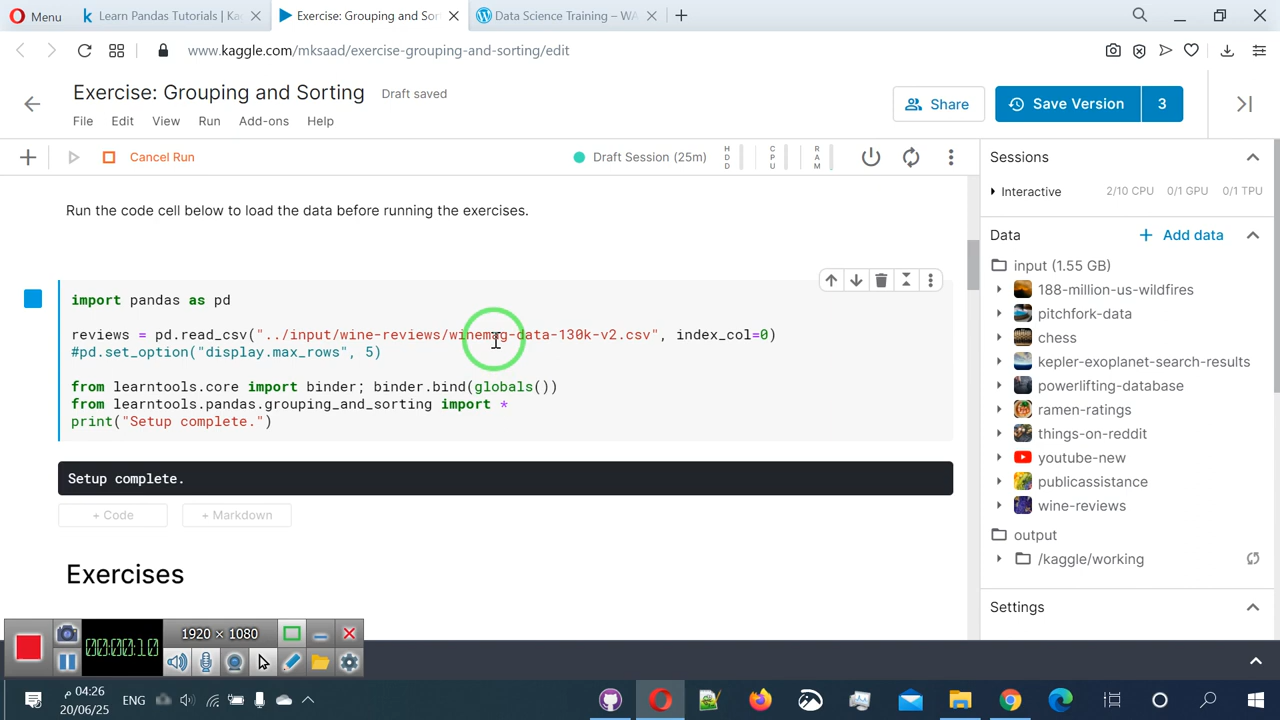 Menu
Learn Pandas Tutorials | Ka
Exercise: Grouping and Sor
Data Science Training – WA
www.kaggle.com/mksaad/exercise-grouping-and-sorting/edit
Exercise: Grouping and Sorting
Draft saved
Share
Save Version
3
File Edit View Run Add-ons Help
Cancel Run
Draft Session (25m)
HDD
CPU
RAM
Run the code cell below to load the data before running the exercises.
import pandas as pd
reviews = pd.read_csv("../input/wine-reviews/winemag-data-130k-v2.csv", index_col=0)
#pd.set_option("display.max_rows", 5)
from learntools.core import binder; binder.bind(globals())
from learntools.pandas.grouping_and_sorting import *
print("Setup complete.")
Setup complete.
+ Code
+ Markdown
Exercises
Sessions
Interactive
2/10 CPU 0/1 GPU 0/1 TPU
Data
+ Add data
input (1.55 GB)
188-million-us-wildfires
pitchfork-data
chess
kepler-exoplanet-search-results
powerlifting-database
ramen-ratings
things-on-reddit
youtube-new
publicassistance
wine-reviews
output
/kaggle/working
Settings
00:00:10
1920 × 1080
ENG
04:26 م
20/06/25